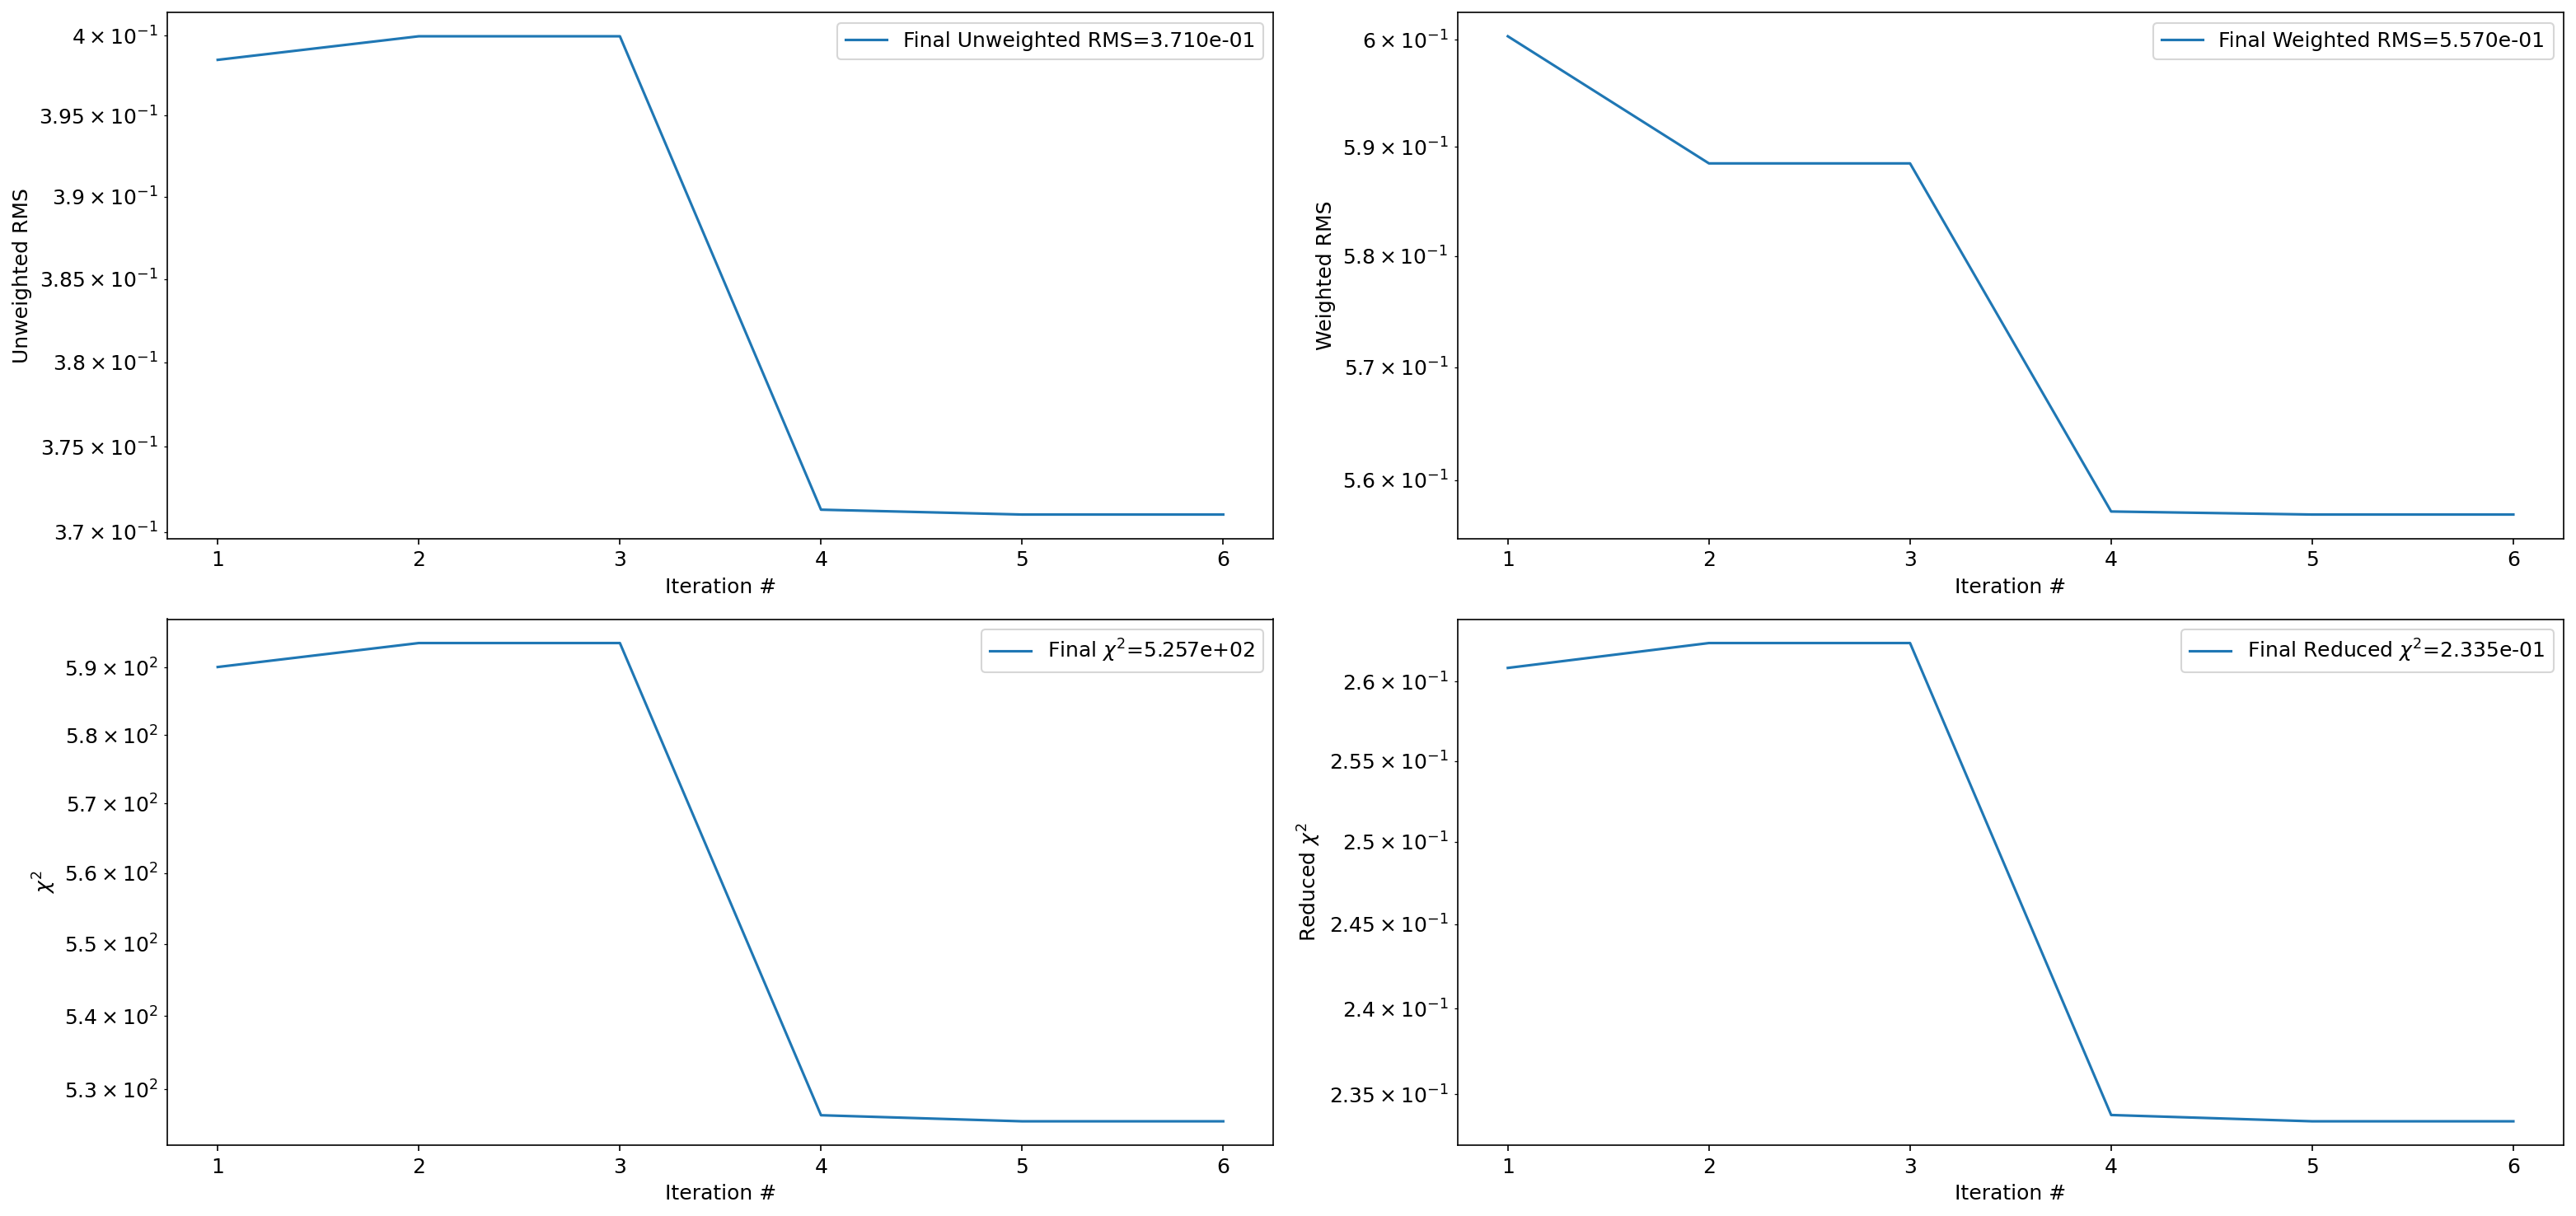 Unweighted RMS
4 × 10⁻¹
3.95 × 10⁻¹
3.9 × 10⁻¹
3.85 × 10⁻¹
3.8 × 10⁻¹
3.75 × 10⁻¹
3.7 × 10⁻¹
Final Unweighted RMS=3.710e-01
1 2 3 4 5 6
Iteration #
Weighted RMS
6 × 10⁻¹
5.9 × 10⁻¹
5.8 × 10⁻¹
5.7 × 10⁻¹
5.6 × 10⁻¹
Final Weighted RMS=5.570e-01
1 2 3 4 5 6
Iteration #
χ²
5.9 × 10²
5.8 × 10²
5.7 × 10²
5.6 × 10²
5.5 × 10²
5.4 × 10²
5.3 × 10²
Final χ²=5.257e+02
1 2 3 4 5 6
Iteration #
Reduced χ²
2.6 × 10⁻¹
2.55 × 10⁻¹
2.5 × 10⁻¹
2.45 × 10⁻¹
2.4 × 10⁻¹
2.35 × 10⁻¹
Final Reduced χ²=2.335e-01
1 2 3 4 5 6
Iteration #